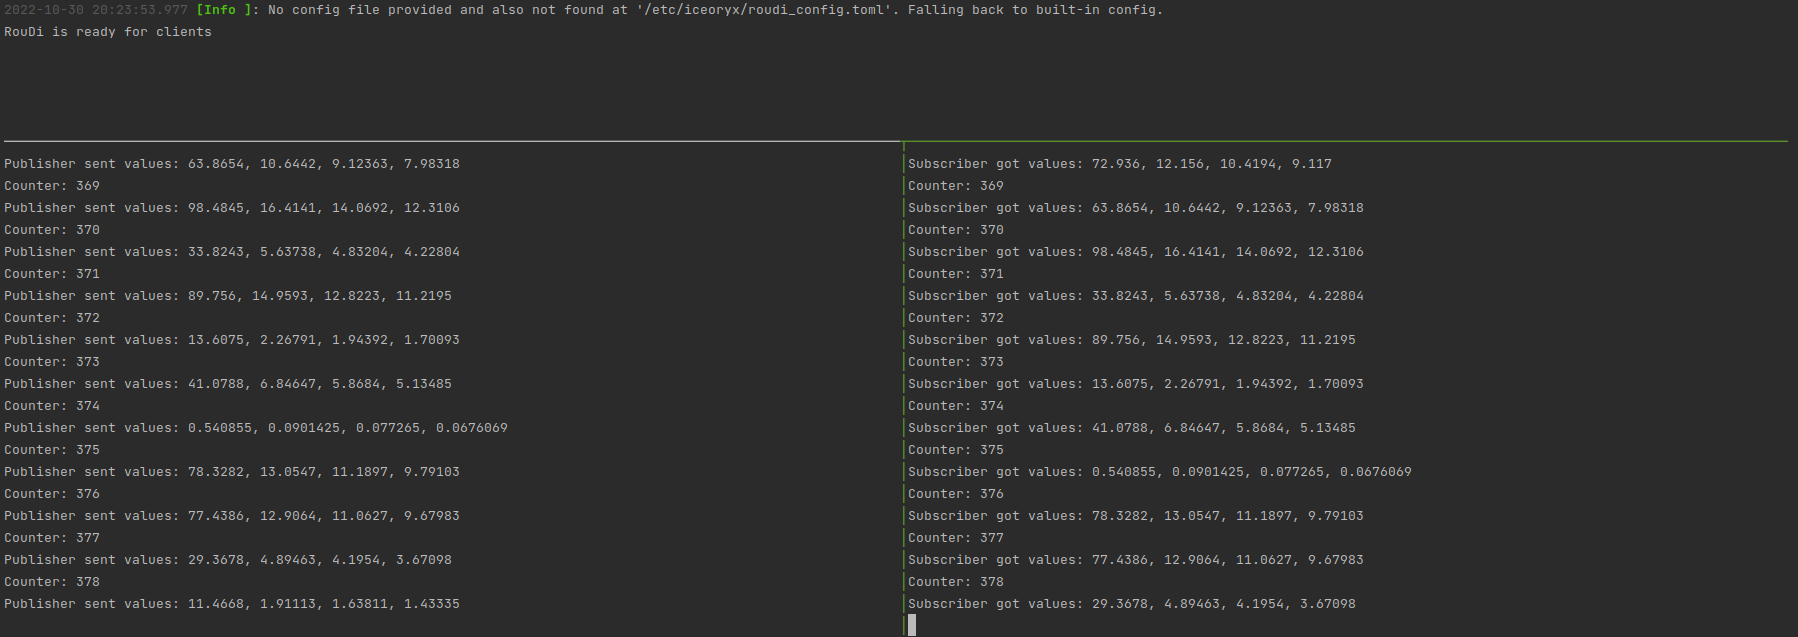 2022-10-30 20:23:53.977 [Info ]: No config file provided and also not found at '/etc/iceoryx/roudi_config.toml'. Falling back to built-in config.
RouDi is ready for clients
Publisher sent values: 63.8654, 10.6442, 9.12363, 7.98318
Counter: 369
Publisher sent values: 98.4845, 16.4141, 14.0692, 12.3106
Counter: 370
Publisher sent values: 33.8243, 5.63738, 4.83204, 4.22804
Counter: 371
Publisher sent values: 89.756, 14.9593, 12.8223, 11.2195
Counter: 372
Publisher sent values: 13.6075, 2.26791, 1.94392, 1.70093
Counter: 373
Publisher sent values: 41.0788, 6.84647, 5.8684, 5.13485
Counter: 374
Publisher sent values: 0.540855, 0.0901425, 0.077265, 0.0676069
Counter: 375
Publisher sent values: 78.3282, 13.0547, 11.1897, 9.79103
Counter: 376
Publisher sent values: 77.4386, 12.9064, 11.0627, 9.67983
Counter: 377
Publisher sent values: 29.3678, 4.89463, 4.1954, 3.67098
Counter: 378
Publisher sent values: 11.4668, 1.91113, 1.63811, 1.43335
Subscriber got values: 72.936, 12.156, 10.4194, 9.117
Counter: 369
Subscriber got values: 63.8654, 10.6442, 9.12363, 7.98318
Counter: 370
Subscriber got values: 98.4845, 16.4141, 14.0692, 12.3106
Counter: 371
Subscriber got values: 33.8243, 5.63738, 4.83204, 4.22804
Counter: 372
Subscriber got values: 89.756, 14.9593, 12.8223, 11.2195
Counter: 373
Subscriber got values: 13.6075, 2.26791, 1.94392, 1.70093
Counter: 374
Subscriber got values: 41.0788, 6.84647, 5.8684, 5.13485
Counter: 375
Subscriber got values: 0.540855, 0.0901425, 0.077265, 0.0676069
Counter: 376
Subscriber got values: 78.3282, 13.0547, 11.1897, 9.79103
Counter: 377
Subscriber got values: 77.4386, 12.9064, 11.0627, 9.67983
Counter: 378
Subscriber got values: 29.3678, 4.89463, 4.1954, 3.67098